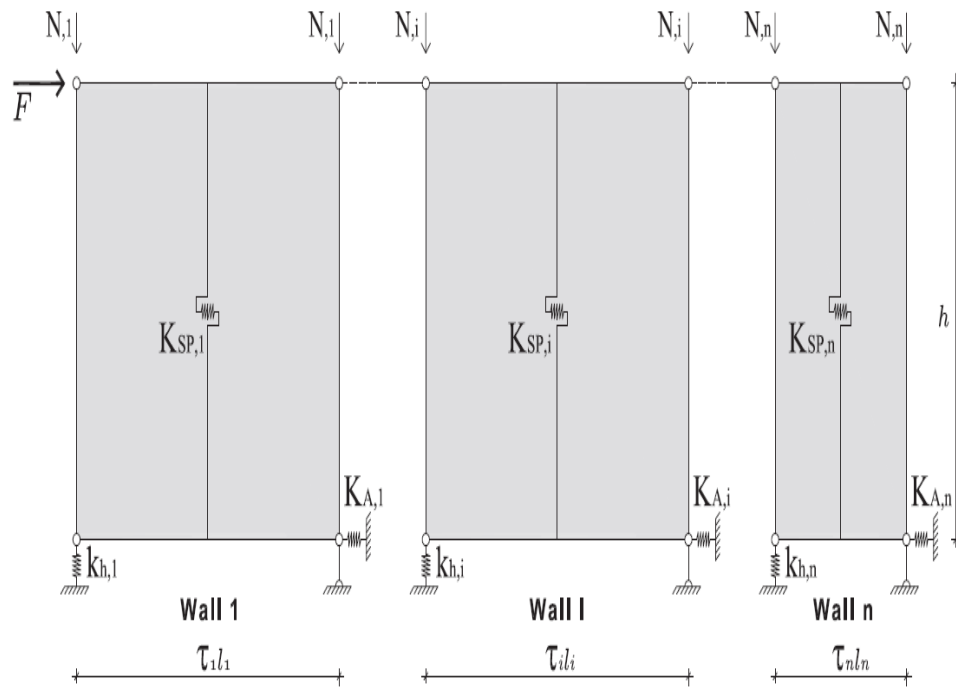 N,1 N,1 N,i N,i N,n N,n
F
KSP,1 KSP,i KSP,n
h
KA,1 KA,i KA,n
kh,1 kh,i kh,n
Wall 1 Wall I Wall n
τ1l1 τili τnln